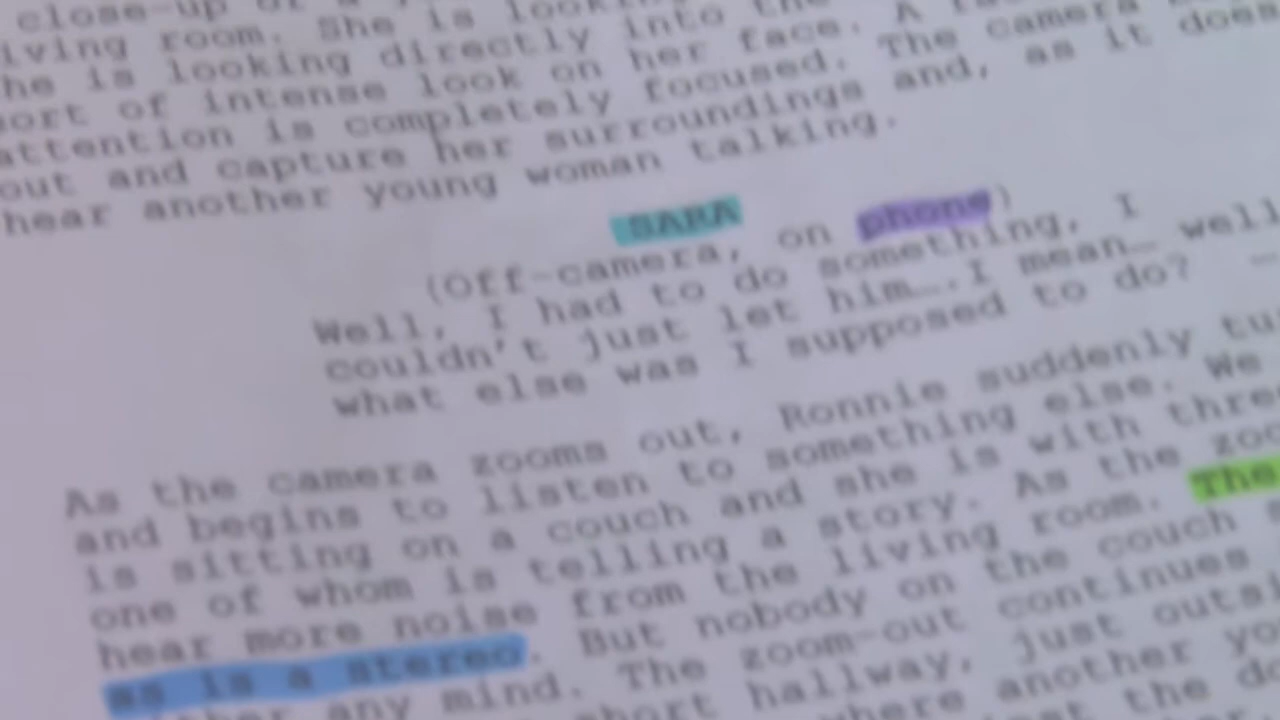 close-up of a
living room. She is looking
he is looking directly into the
sort of intense look on her face. A
attention is completely focused. The camera
out and capture her surroundings and, as it does
hear another young woman talking.
SARA
(Off-camera, on phone)
Well, I had to do something, I
couldn't just let him….I mean… well
what else was I supposed to do? …
As the camera zooms out, Ronnie suddenly
and begins to listen to something else. We
is sitting on a couch and she is with three
one of whom is telling a story. As the
hear more noise from the living room. The
as is a stereo. But nobody on the couch
any mind. The zoom-out continues
short hallway, just
where another
the